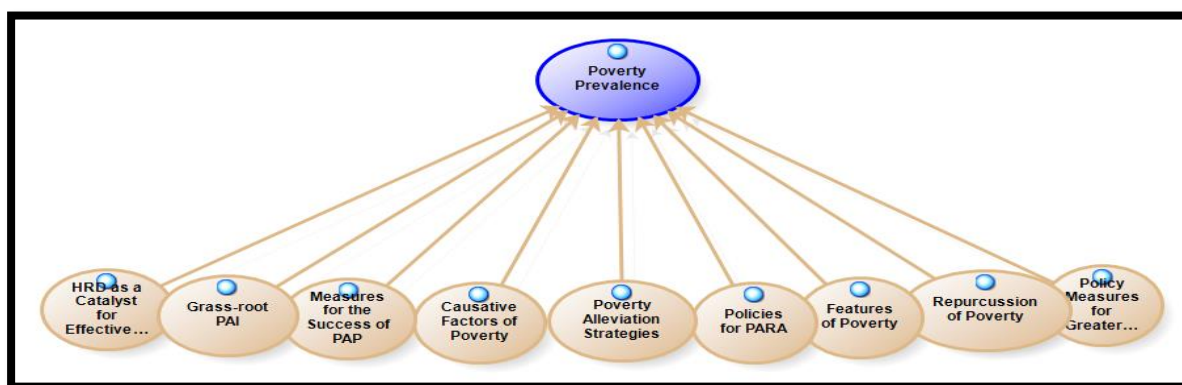 Poverty
Prevalence
HRD as a
Catalyst
for
Effective...
Grass-root
PAI
Measures
for the
Success of
PAP
Causative
Factors of
Poverty
Poverty
Alleviation
Strategies
Policies
for PARA
Features
of Poverty
Repurcussion
of Poverty
Policy
Measures
for
Greater...